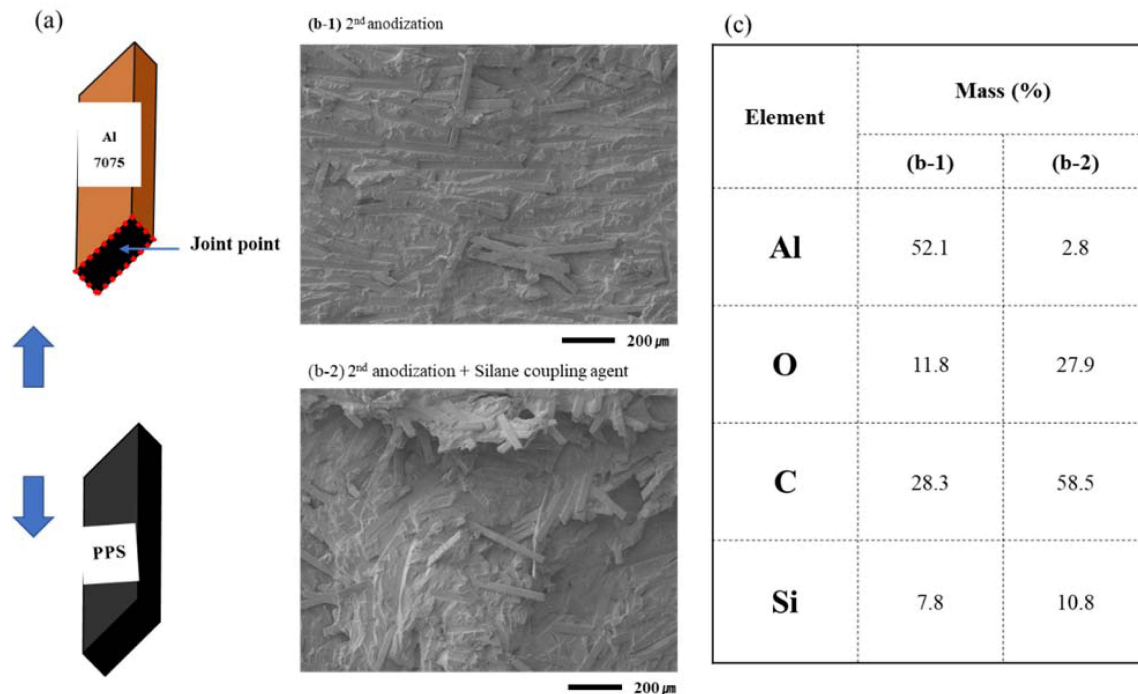 (a)
Al
7075
Joint point
PPS
(b-1) 2nd anodization
200 μm
(b-2) 2nd anodization + Silane coupling agent
200 μm
(c)
Element Mass (%)
(b-1) (b-2)
Al 52.1 2.8
O 11.8 27.9
C 28.3 58.5
Si 7.8 10.8